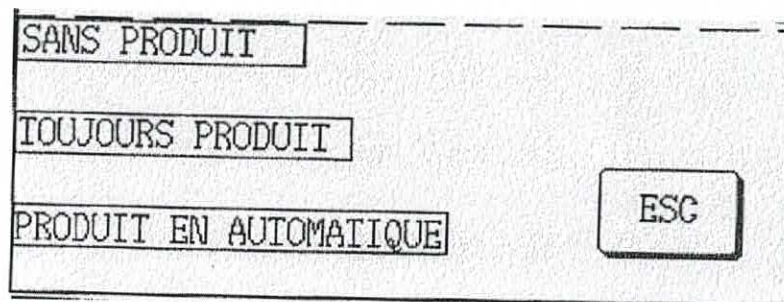 SANS PRODUIT
TOUJOURS PRODUIT
ESC
PRODUIT EN AUTOMATIQUE